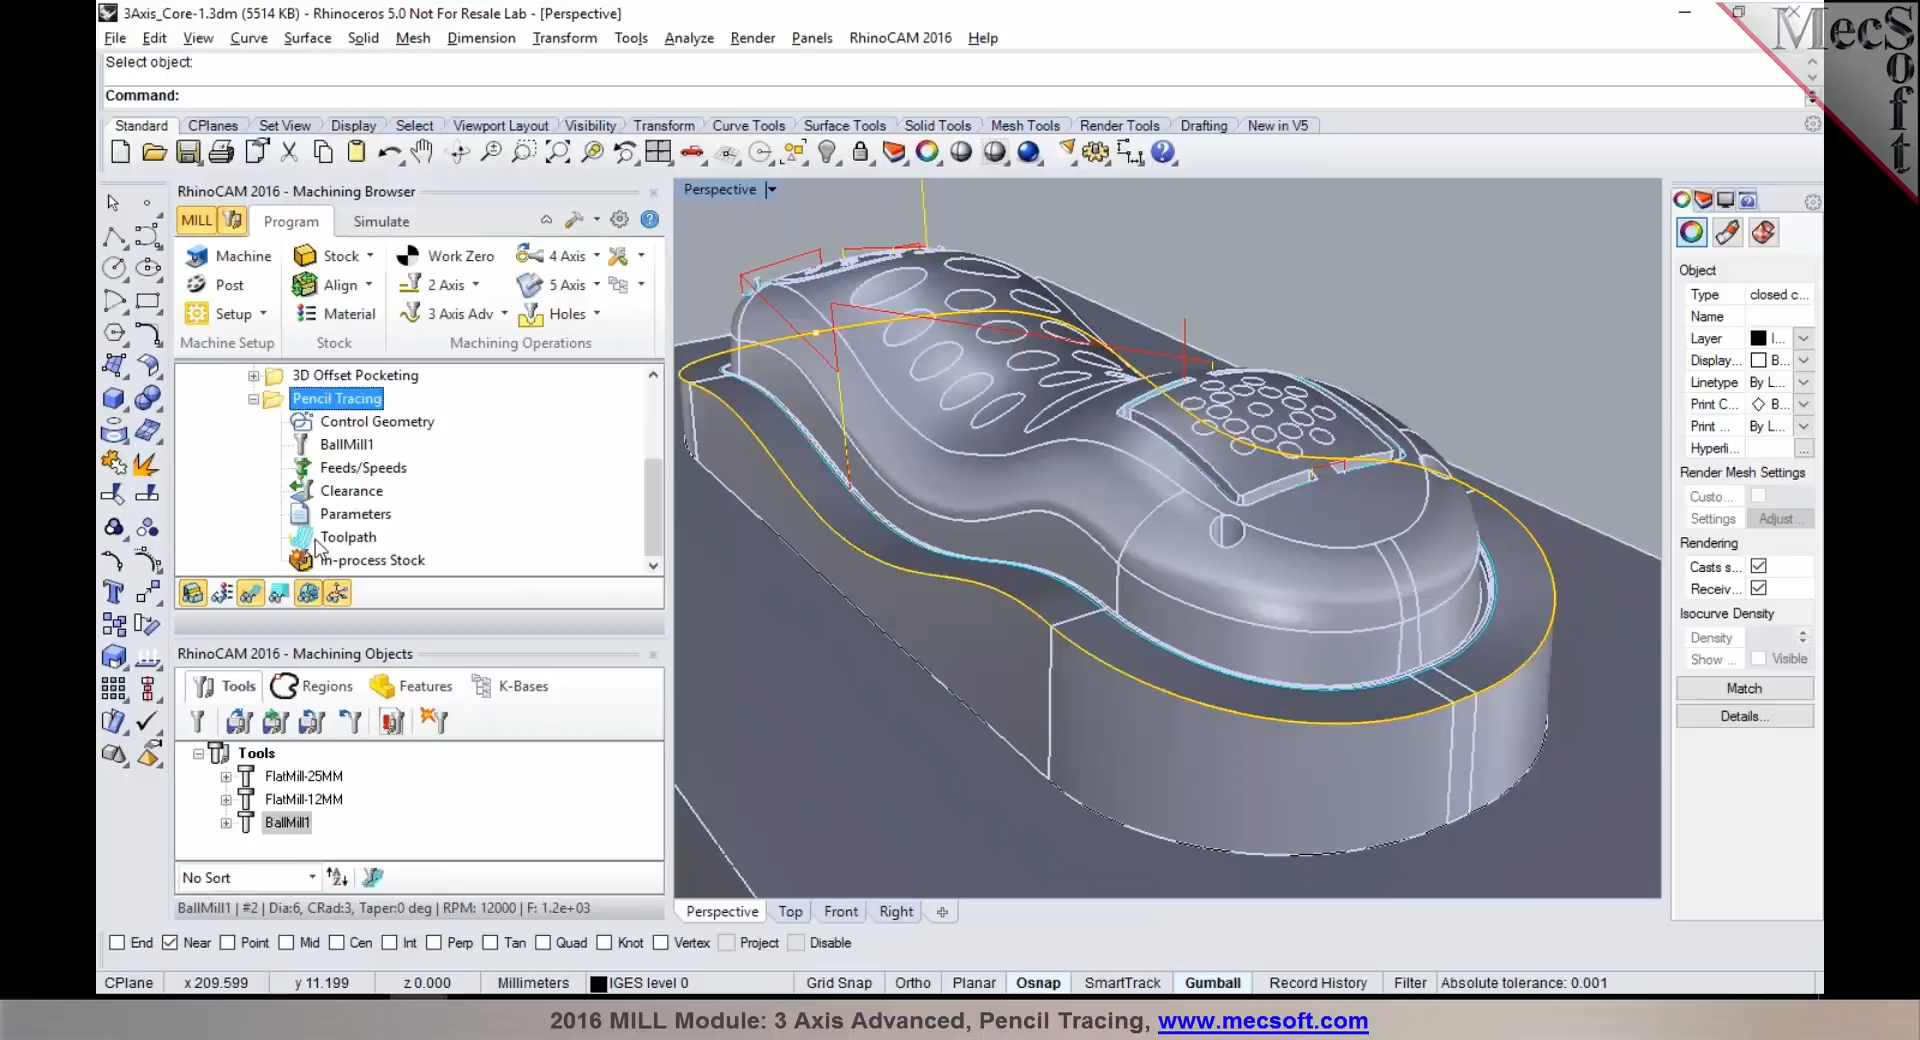 3Axis_Core-1.3dm (5514 KB) - Rhinoceros 5.0 Not For Resale Lab - [Perspective]
MecSoft
File Edit View Curve Surface Solid Mesh Dimension Transform Tools Analyze Render Panels RhinoCAM 2016 Help
Select object:
Command:
Standard CPlanes Set View Display Select Viewport Layout Visibility Transform Curve Tools Surface Tools Solid Tools Mesh Tools Render Tools Drafting New in V5
RhinoCAM 2016 - Machining Browser
MILL Program Simulate
Machine Stock Work Zero 4 Axis
Post Align 2 Axis 5 Axis
Setup Material 3 Axis Adv Holes
Machine Setup Stock Machining Operations
3D Offset Pocketing
Pencil Tracing
Control Geometry
BallMill1
Feeds/Speeds
Clearance
Parameters
Toolpath
In-process Stock
RhinoCAM 2016 - Machining Objects
Tools Regions Features K-Bases
Tools
FlatMill-25MM
FlatMill-12MM
BallMill1
No Sort
BallMill1 | #2 | Dia:6, CRad:3, Taper:0 deg | RPM: 12000 | F: 1.2e+03
Perspective
Object
Type closed c...
Name
Layer I...
Display... B...
Linetype By L...
Print C... B...
Print ... By L...
Hyperli... ...
Render Mesh Settings
Custo...
Settings Adjust...
Rendering
Casts s...
Receiv...
Isocurve Density
Density
Show ... Visible
Match
Details...
Perspective Top Front Right
End Near Point Mid Cen Int Perp Tan Quad Knot Vertex Project Disable
CPlane x 209.599 y 11.199 z 0.000 Millimeters IGES level 0 Grid Snap Ortho Planar Osnap SmartTrack Gumball Record History Filter Absolute tolerance: 0.001
2016 MILL Module: 3 Axis Advanced, Pencil Tracing, www.mecsoft.com